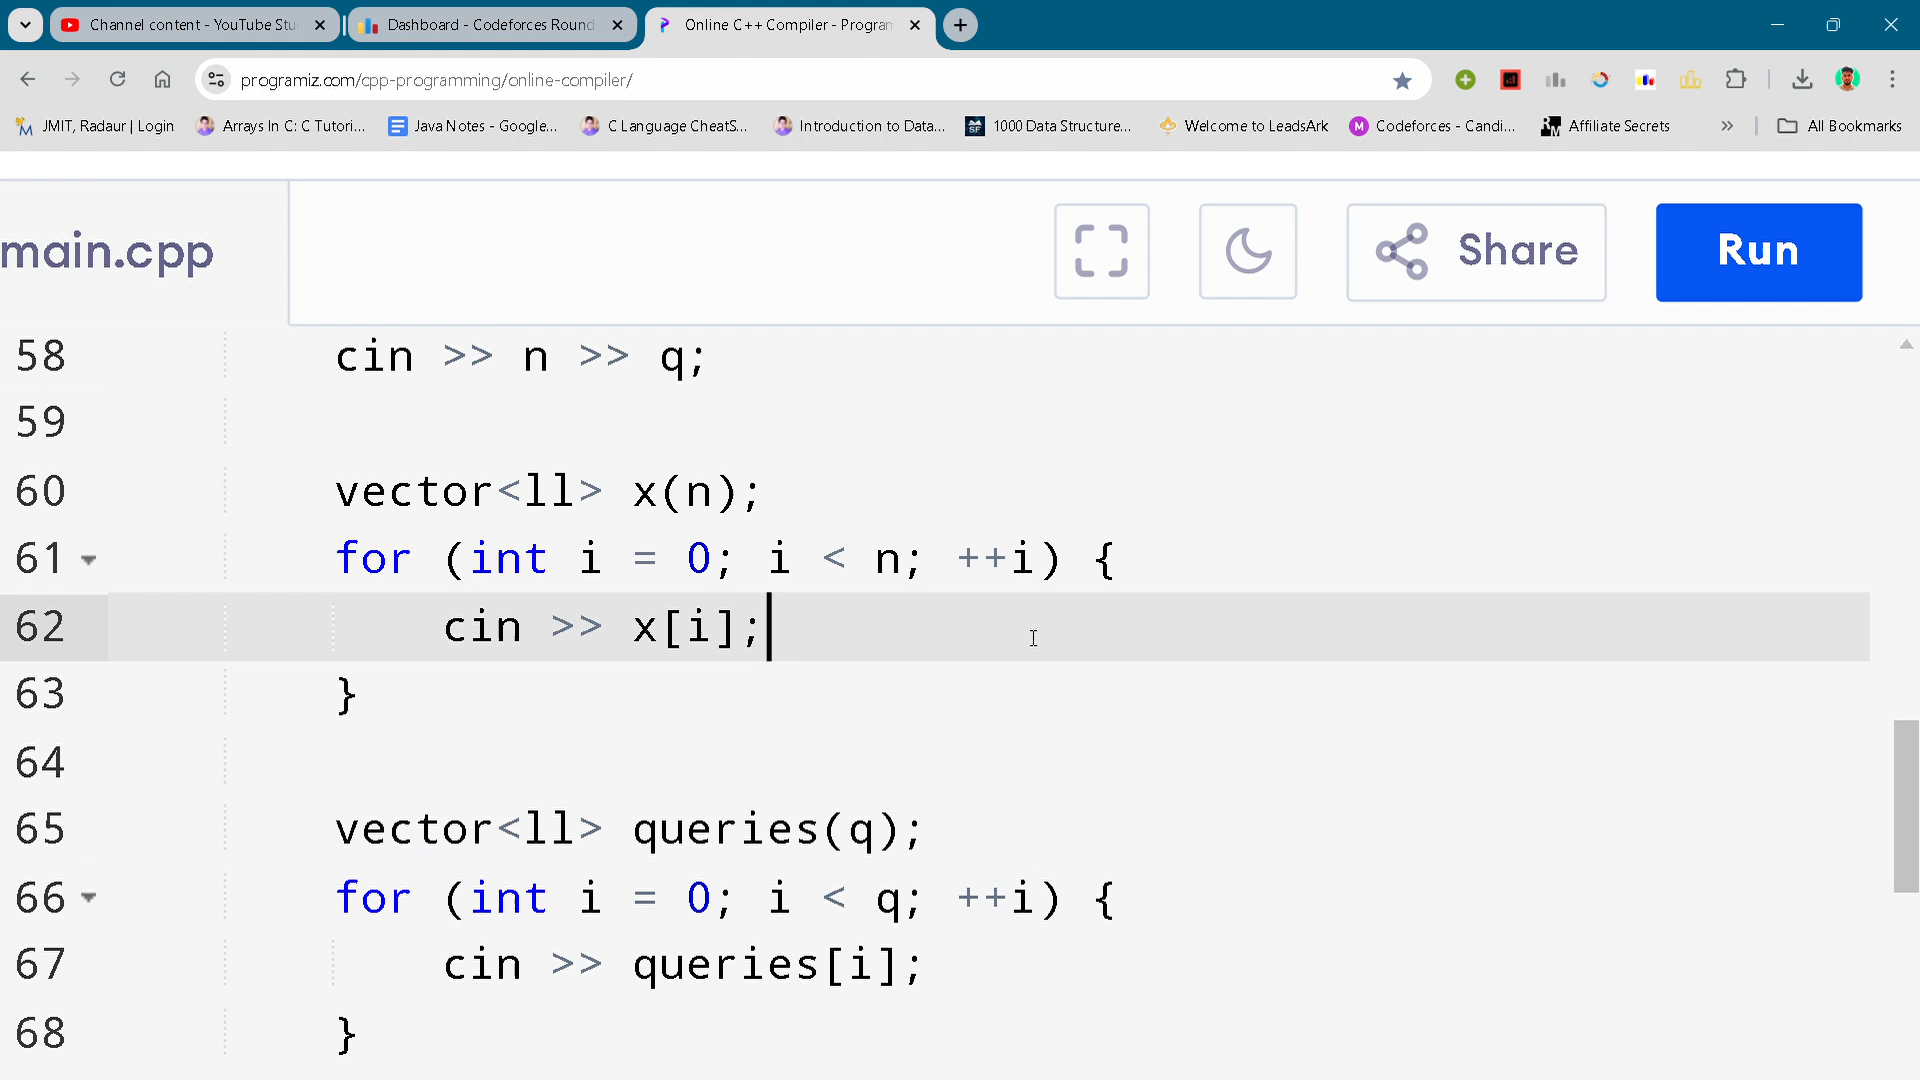 Channel content - YouTube Stu
Dashboard - Codeforces Round
Online C++ Compiler - Program
programiz.com/cpp-programming/online-compiler/
JMIT, Radaur | Login
Arrays In C: C Tutori...
Java Notes - Google...
C Language CheatS...
Introduction to Data...
1000 Data Structure...
Welcome to LeadsArk
Codeforces - Candi...
Affiliate Secrets
All Bookmarks
main.cpp
Share
Run
58 cin >> n >> q;
59
60 vector<ll> x(n);
61 for (int i = 0; i < n; ++i) {
62 cin >> x[i];
63 }
64
65 vector<ll> queries(q);
66 for (int i = 0; i < q; ++i) {
67 cin >> queries[i];
68 }